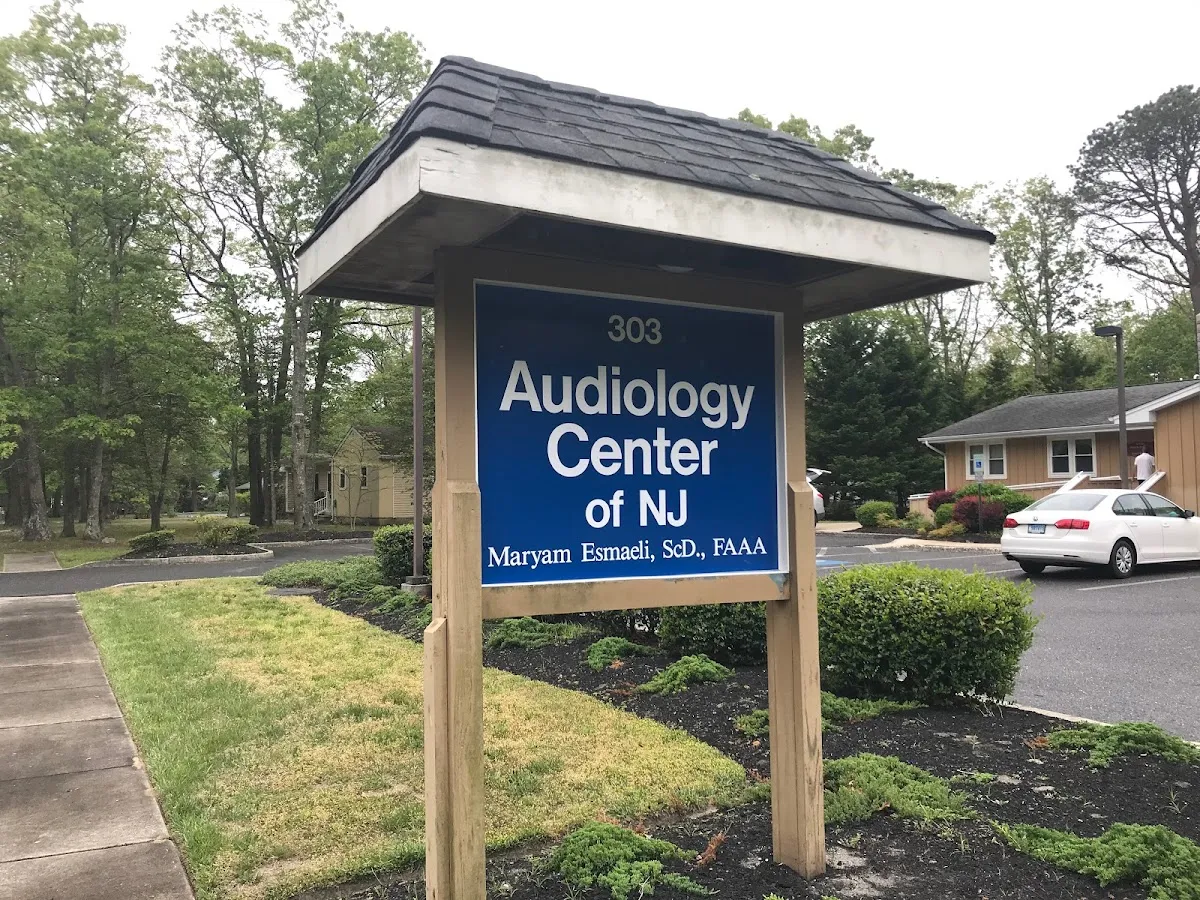 303
Audiology
Center
of NJ
Maryam Esmaeli, ScD., FAAA